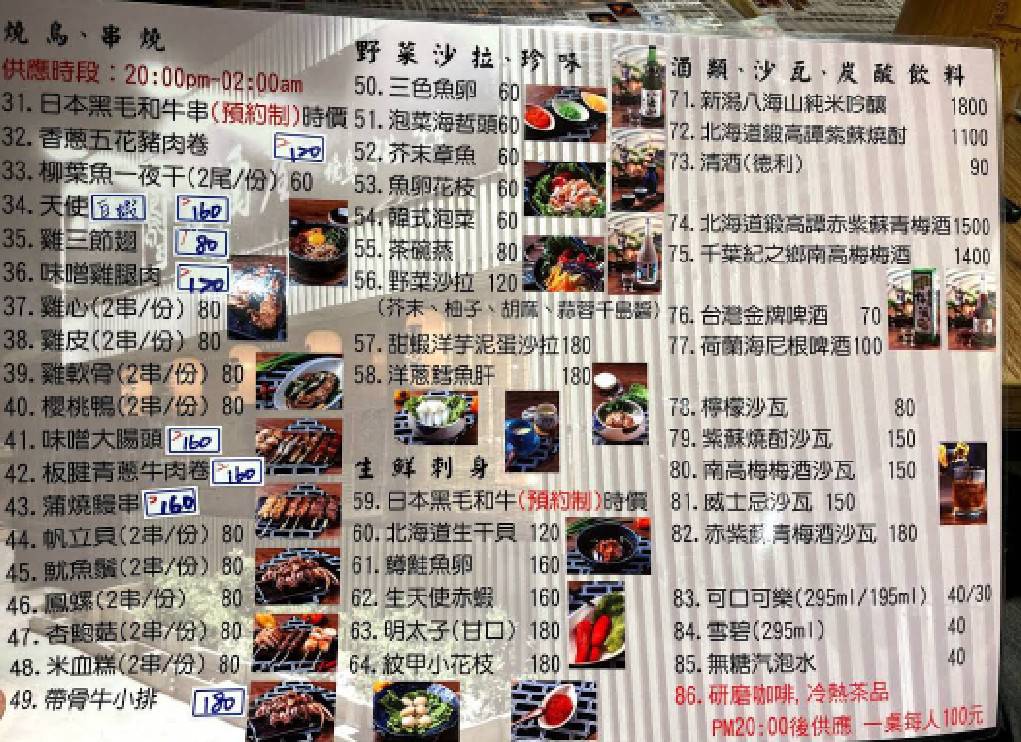 燒鳥、串燒
供應時段：20:00pm-02:00am
31. 日本黑毛和牛串(預約制)時價
32. 香蔥五花豬肉卷 120
33. 柳葉魚一夜干(2尾/份) 60
34. 天使白蝦 160
35. 雞三節翅 80
36. 味噌雞腿肉 120
37. 雞心(2串/份) 80
38. 雞皮(2串/份) 80
39. 雞軟骨(2串/份) 80
40. 櫻桃鴨(2串/份) 80
41. 味噌大腸頭 160
42. 板腱青蔥牛肉卷 160
43. 蒲燒鰻串 160
44. 帆立貝(2串/份) 80
45. 魷魚鬚(2串/份) 80
46. 鳳螺(2串/份) 80
47. 杏鮑菇(2串/份) 80
48. 米血糕(2串/份) 80
49. 帶骨牛小排 180
野菜沙拉、珍味
50. 三色魚卵 60
51. 泡菜海哲頭60
52. 芥末章魚 60
53. 魚卵花枝 60
54. 韓式泡菜 60
55. 茶碗蒸 80
56. 野菜沙拉 120
(芥末、柚子、胡麻、蒜蓉千島醬)
57. 甜蝦洋芋泥蛋沙拉180
58. 洋蔥鱈魚肝 180
生鮮刺身
59. 日本黑毛和牛(預約制)時價
60. 北海道生干貝 120
61. 鱒鮭魚卵 160
62. 生天使赤蝦 160
63. 明太子(甘口) 180
64. 紋甲小花枝 180
酒類、沙瓦、炭酸飲料
71. 新潟八海山純米吟釀 1800
72. 北海道鍛高譚紫蘇燒酎 1100
73. 清酒(德利) 90
74. 北海道鍛高譚赤紫蘇青梅酒1500
75. 千葉紀之鄉南高梅梅酒 1400
76. 台灣金牌啤酒 70
77. 荷蘭海尼根啤酒100
78. 檸檬沙瓦 80
79. 紫蘇燒酎沙瓦 150
80. 南高梅梅酒沙瓦 150
81. 威士忌沙瓦 150
82. 赤紫蘇青梅酒沙瓦 180
83. 可口可樂(295ml/195ml) 40/30
84. 雪碧(295ml) 40
85. 無糖汽泡水 40
86. 研磨咖啡, 冷熱茶品
PM20:00後供應 一桌每人100元